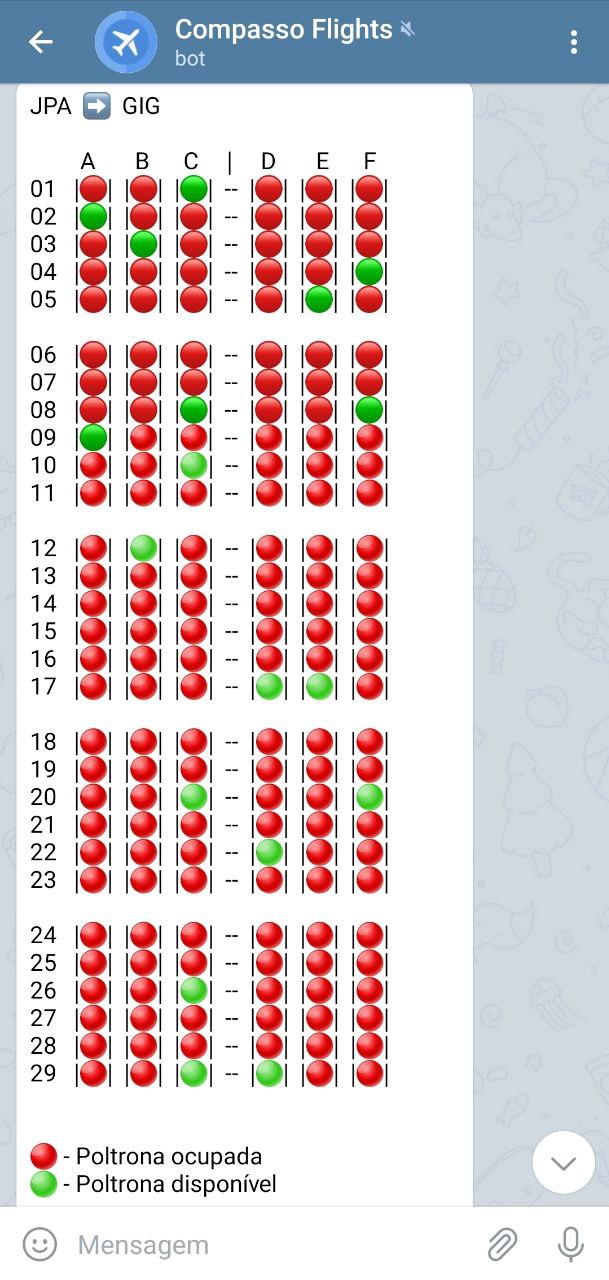 Compasso Flights
bot
JPA ➡️ GIG
A B C | D E F
01 |🔴| |🔴| |🟢| -- |🔴| |🔴| |🔴|
02 |🟢| |🔴| |🔴| -- |🔴| |🔴| |🔴|
03 |🔴| |🟢| |🔴| -- |🔴| |🔴| |🔴|
04 |🔴| |🔴| |🔴| -- |🔴| |🔴| |🟢|
05 |🔴| |🔴| |🔴| -- |🔴| |🟢| |🔴|
06 |🔴| |🔴| |🔴| -- |🔴| |🔴| |🔴|
07 |🔴| |🔴| |🔴| -- |🔴| |🔴| |🔴|
08 |🔴| |🔴| |🟢| -- |🔴| |🔴| |🟢|
09 |🟢| |🔴| |🔴| -- |🔴| |🔴| |🔴|
10 |🔴| |🔴| |🟢| -- |🔴| |🔴| |🔴|
11 |🔴| |🔴| |🔴| -- |🔴| |🔴| |🔴|
12 |🔴| |🟢| |🔴| -- |🔴| |🔴| |🔴|
13 |🔴| |🔴| |🔴| -- |🔴| |🔴| |🔴|
14 |🔴| |🔴| |🔴| -- |🔴| |🔴| |🔴|
15 |🔴| |🔴| |🔴| -- |🔴| |🔴| |🔴|
16 |🔴| |🔴| |🔴| -- |🔴| |🔴| |🔴|
17 |🔴| |🔴| |🔴| -- |🟢| |🟢| |🔴|
18 |🔴| |🔴| |🔴| -- |🔴| |🔴| |🔴|
19 |🔴| |🔴| |🔴| -- |🔴| |🔴| |🔴|
20 |🔴| |🔴| |🟢| -- |🔴| |🔴| |🟢|
21 |🔴| |🔴| |🔴| -- |🔴| |🔴| |🔴|
22 |🔴| |🔴| |🔴| -- |🟢| |🔴| |🔴|
23 |🔴| |🔴| |🔴| -- |🔴| |🔴| |🔴|
24 |🔴| |🔴| |🔴| -- |🔴| |🔴| |🔴|
25 |🔴| |🔴| |🔴| -- |🔴| |🔴| |🔴|
26 |🔴| |🔴| |🟢| -- |🔴| |🔴| |🔴|
27 |🔴| |🔴| |🔴| -- |🔴| |🔴| |🔴|
28 |🔴| |🔴| |🔴| -- |🔴| |🔴| |🔴|
29 |🔴| |🔴| |🟢| -- |🟢| |🔴| |🔴|
🔴 - Poltrona ocupada
🟢 - Poltrona disponível
Mensagem